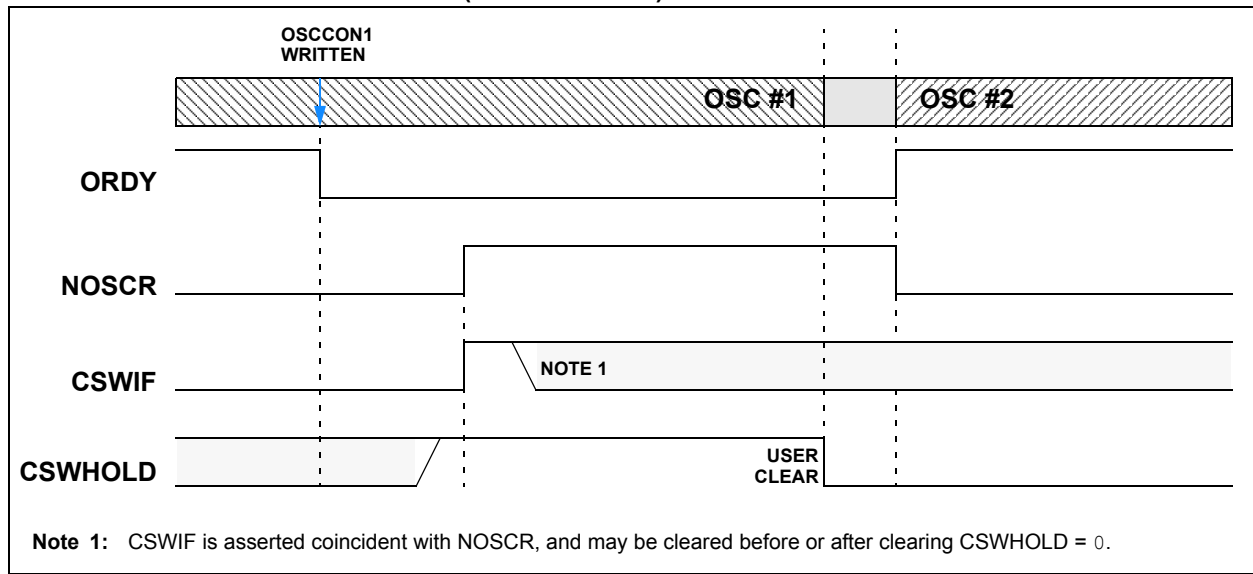 OSCCON1
WRITTEN
OSC #1
OSC #2
ORDY
NOSCR
CSWIF
NOTE 1
CSWHOLD
USER
CLEAR
Note 1: CSWIF is asserted coincident with NOSCR, and may be cleared before or after clearing CSWHOLD = 0.